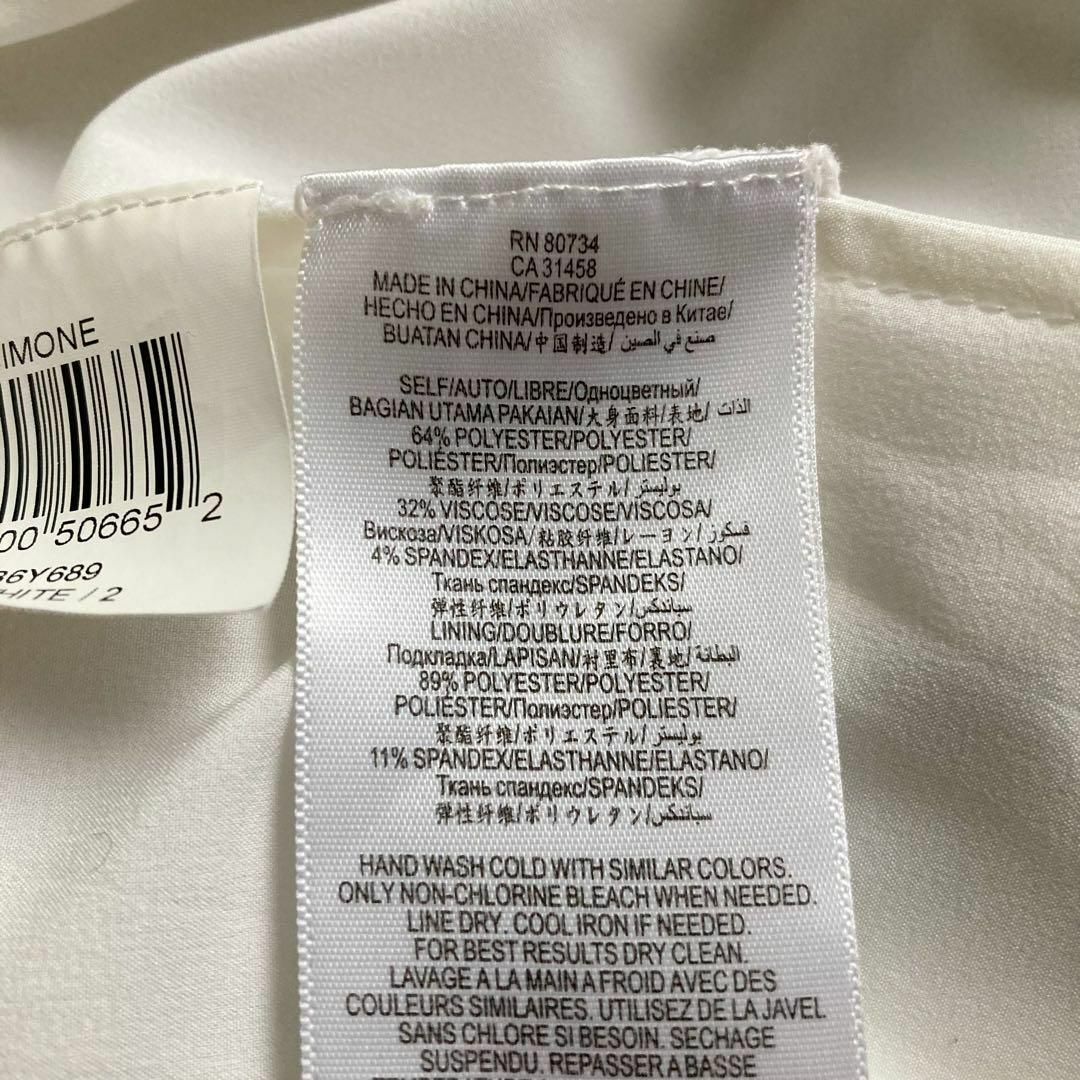 IMONE
00 50665 2
36Y689
WHITE / 2
RN 80734
CA 31458
MADE IN CHINA/FABRIQUÉ EN CHINE/
HECHO EN CHINA/Произведено в Китае/
BUATAN CHINA/中国制造/ صنع في الصين
SELF/AUTO/LIBRE/Одноцветный/
BAGIAN UTAMA PAKAIAN/大身面料/表地/ الذات
64% POLYESTER/POLYESTER/
POLIÉSTER/Полиэстер/POLIESTER/
聚酯纤维/ポリエステル/ بوليستر
32% VISCOSE/VISCOSE/VISCOSA/
Вискоза/VISKOSA/粘胶纤维/レーヨン/ فسكوز
4% SPANDEX/ELASTHANNE/ELASTANO/
Ткань спандекс/SPANDEKS/
弹性纤维/ポリウレタン/سباندكس
LINING/DOUBLURE/FORRO/
Подкладка/LAPISAN/衬里布/裏地/ البطانة
89% POLYESTER/POLYESTER/
POLIÉSTER/Полиэстер/POLIESTER/
聚酯纤维/ポリエステル/ بوليستر
11% SPANDEX/ELASTHANNE/ELASTANO/
Ткань спандекс/SPANDEKS/
弹性纤维/ポリウレタン/سباندكس
HAND WASH COLD WITH SIMILAR COLORS.
ONLY NON-CHLORINE BLEACH WHEN NEEDED.
LINE DRY. COOL IRON IF NEEDED.
FOR BEST RESULTS DRY CLEAN.
LAVAGE A LA MAIN A FROID AVEC DES
COULEURS SIMILAIRES. UTILISEZ DE LA JAVEL
SANS CHLORE SI BESOIN. SECHAGE
SUSPENDU. REPASSER A BASSE